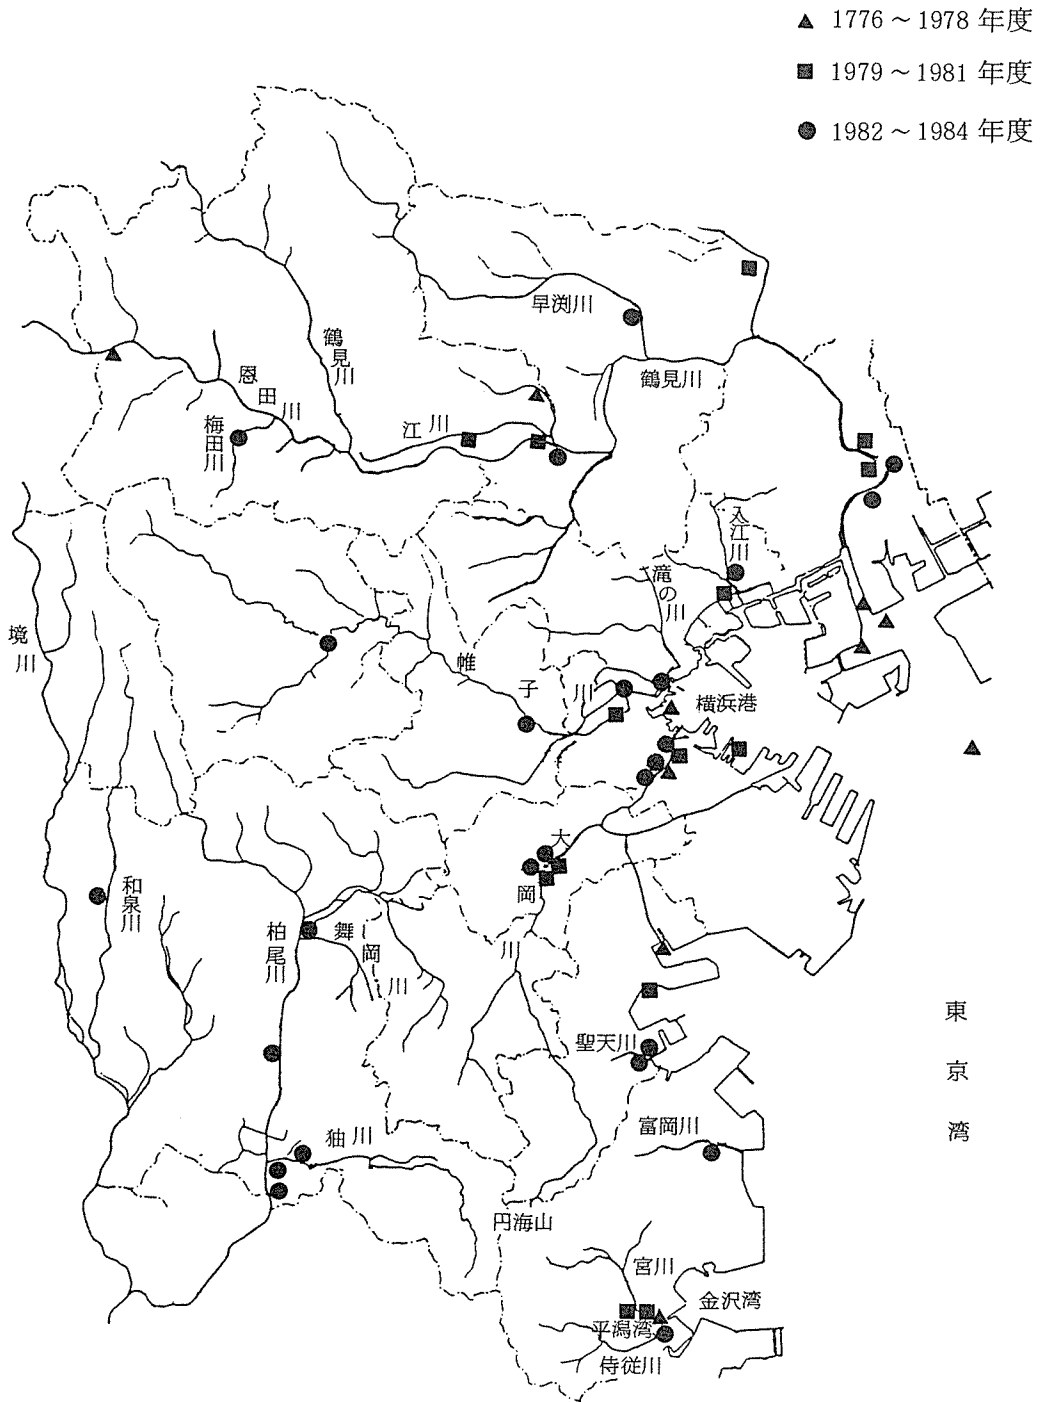 ▲ 1776～1978 年度
■ 1979～1981 年度
● 1982～1984 年度
早渕川
鶴見川
鶴見川
恩田川
江川
梅田川
入江川
滝の川
境川
帷子川
横浜港
大岡川
和泉川
柏尾川
舞岡川
東京湾
聖天川
富岡川
独川
円海山
宮川
金沢湾
平潟湾
侍従川